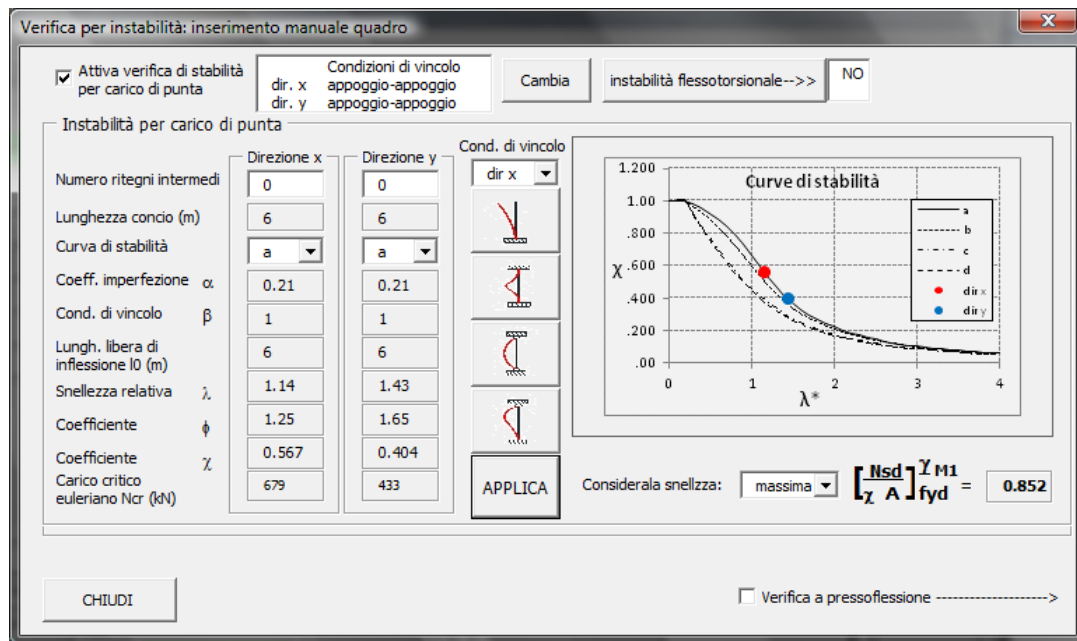 Verifica per instabilità: inserimento manuale quadro
Attiva verifica di stabilità
per carico di punta
Condizioni di vincolo
dir. x appoggio-appoggio
dir. y appoggio-appoggio
Cambia
instabilità flessotorsionale-->>
NO
Instabilità per carico di punta
Direzione x
Direzione y
Cond. di vincolo
dir x
Numero ritegni intermedi 0 0
Lunghezza concio (m) 6 6
Curva di stabilità a a
Coeff. imperfezione α 0.21 0.21
Cond. di vincolo β 1 1
Lungh. libera di
inflessione l0 (m) 6 6
Snellezza relativa λ 1.14 1.43
Coefficiente ϕ 1.25 1.65
Coefficiente χ 0.567 0.404
Carico critico
euleriano Ncr (kN) 679 433
APPLICA
Curve di stabilità
1.200
1.00
.800
χ .600
.400
.200
.00
0 1 2 3 4
λ*
a
b
c
d
dir x
dir y
Considerala snellzza: massima
[Nsd / χ A] γM1 / fyd = 0.852
CHIUDI
Verifica a pressoflessione -------------------->